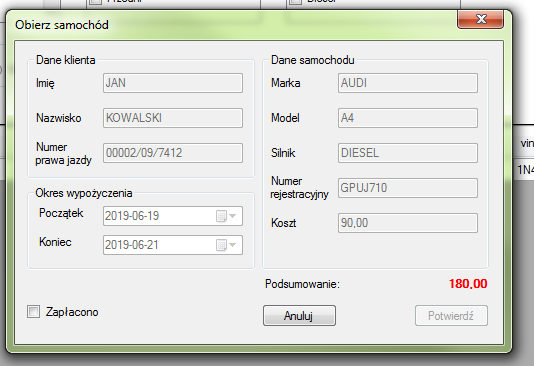 Przedni
Diesel
Obierz samochód
Dane klienta
Imię JAN
Nazwisko KOWALSKI
Numer
prawa jazdy 00002/09/7412
Okres wypożyczenia
Początek 2019-06-19
Koniec 2019-06-21
Zapłacono
Dane samochodu
Marka AUDI
Model A4
Silnik DIESEL
Numer
rejestracyjny GPUJ710
Koszt 90,00
Podsumowanie: 180,00
Anuluj Potwierdź
vin
1N4